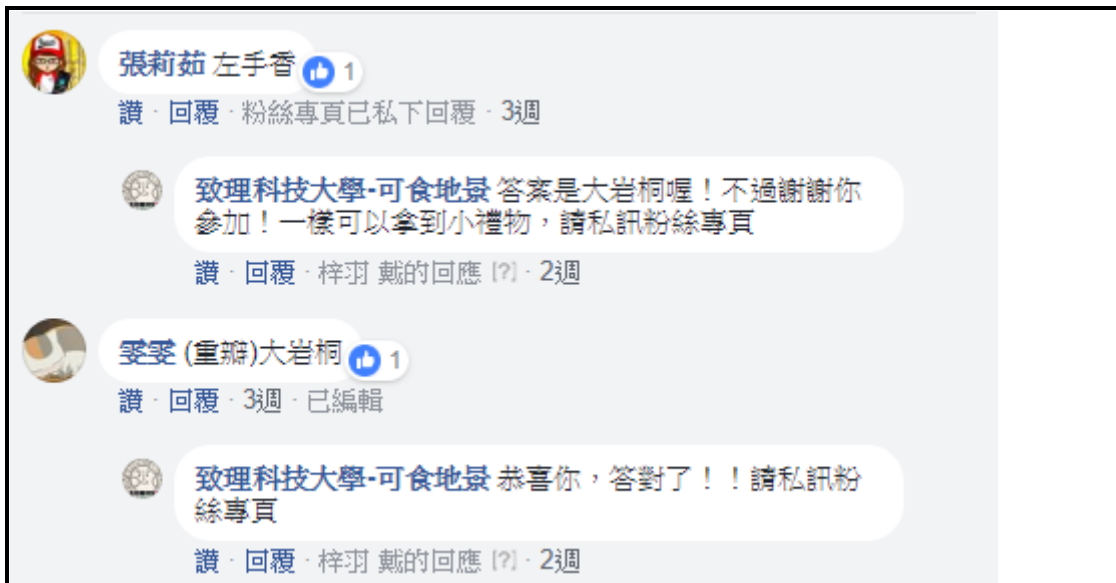 張莉茹 左手香 1
讚 · 回覆 · 粉絲專頁已私下回覆 · 3週
致理科技大學-可食地景 答案是大岩桐喔！不過謝謝你
參加！一樣可以拿到小禮物，請私訊粉絲專頁
讚 · 回覆 · 梓羽 戴的回應 [?] · 2週
雯雯 (重瓣)大岩桐 1
讚 · 回覆 · 3週 · 已編輯
致理科技大學-可食地景 恭喜你，答對了！！請私訊粉
絲專頁
讚 · 回覆 · 梓羽 戴的回應 [?] · 2週